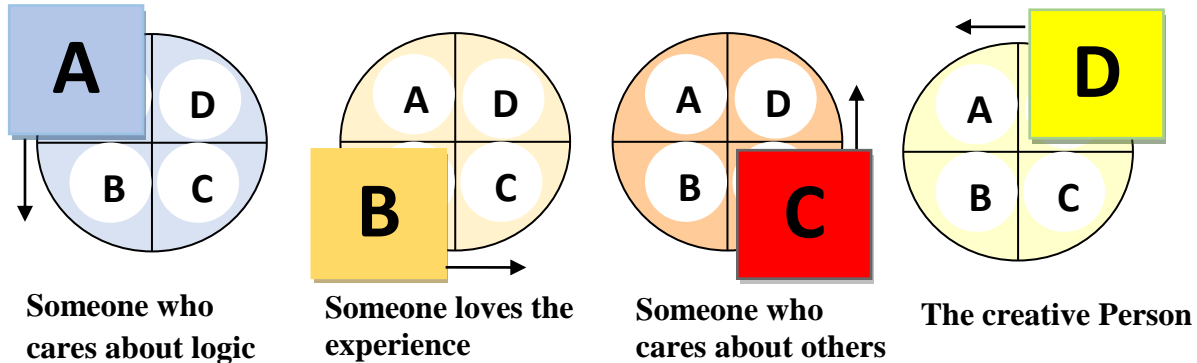 A
D
B
C
A
D
B
C
A
D
B
C
A
D
B
C
Someone who
cares about logic
Someone loves the
experience
Someone who
cares about others
The creative Person